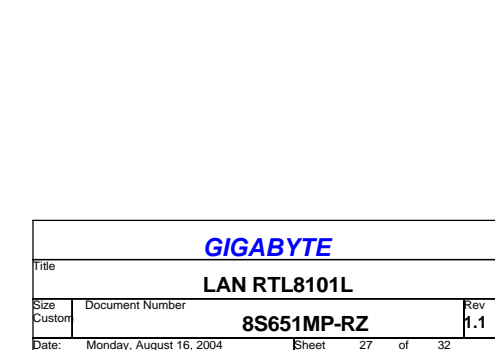 GIGABYTE
Title
LAN RTL8101L
Size Document Number Rev
Custom 8S651MP-RZ 1.1
Date: Monday, August 16, 2004 Sheet 27 of 32